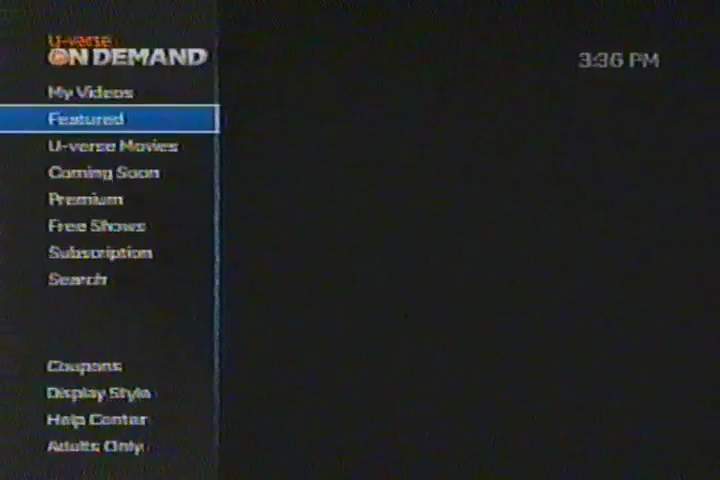 U-verse
ON DEMAND
3:36 PM
My Videos
Featured
U-verse Movies
Coming Soon
Premium
Free Shows
Subscription
Search
Coupons
Display Style
Help Center
Adults Only